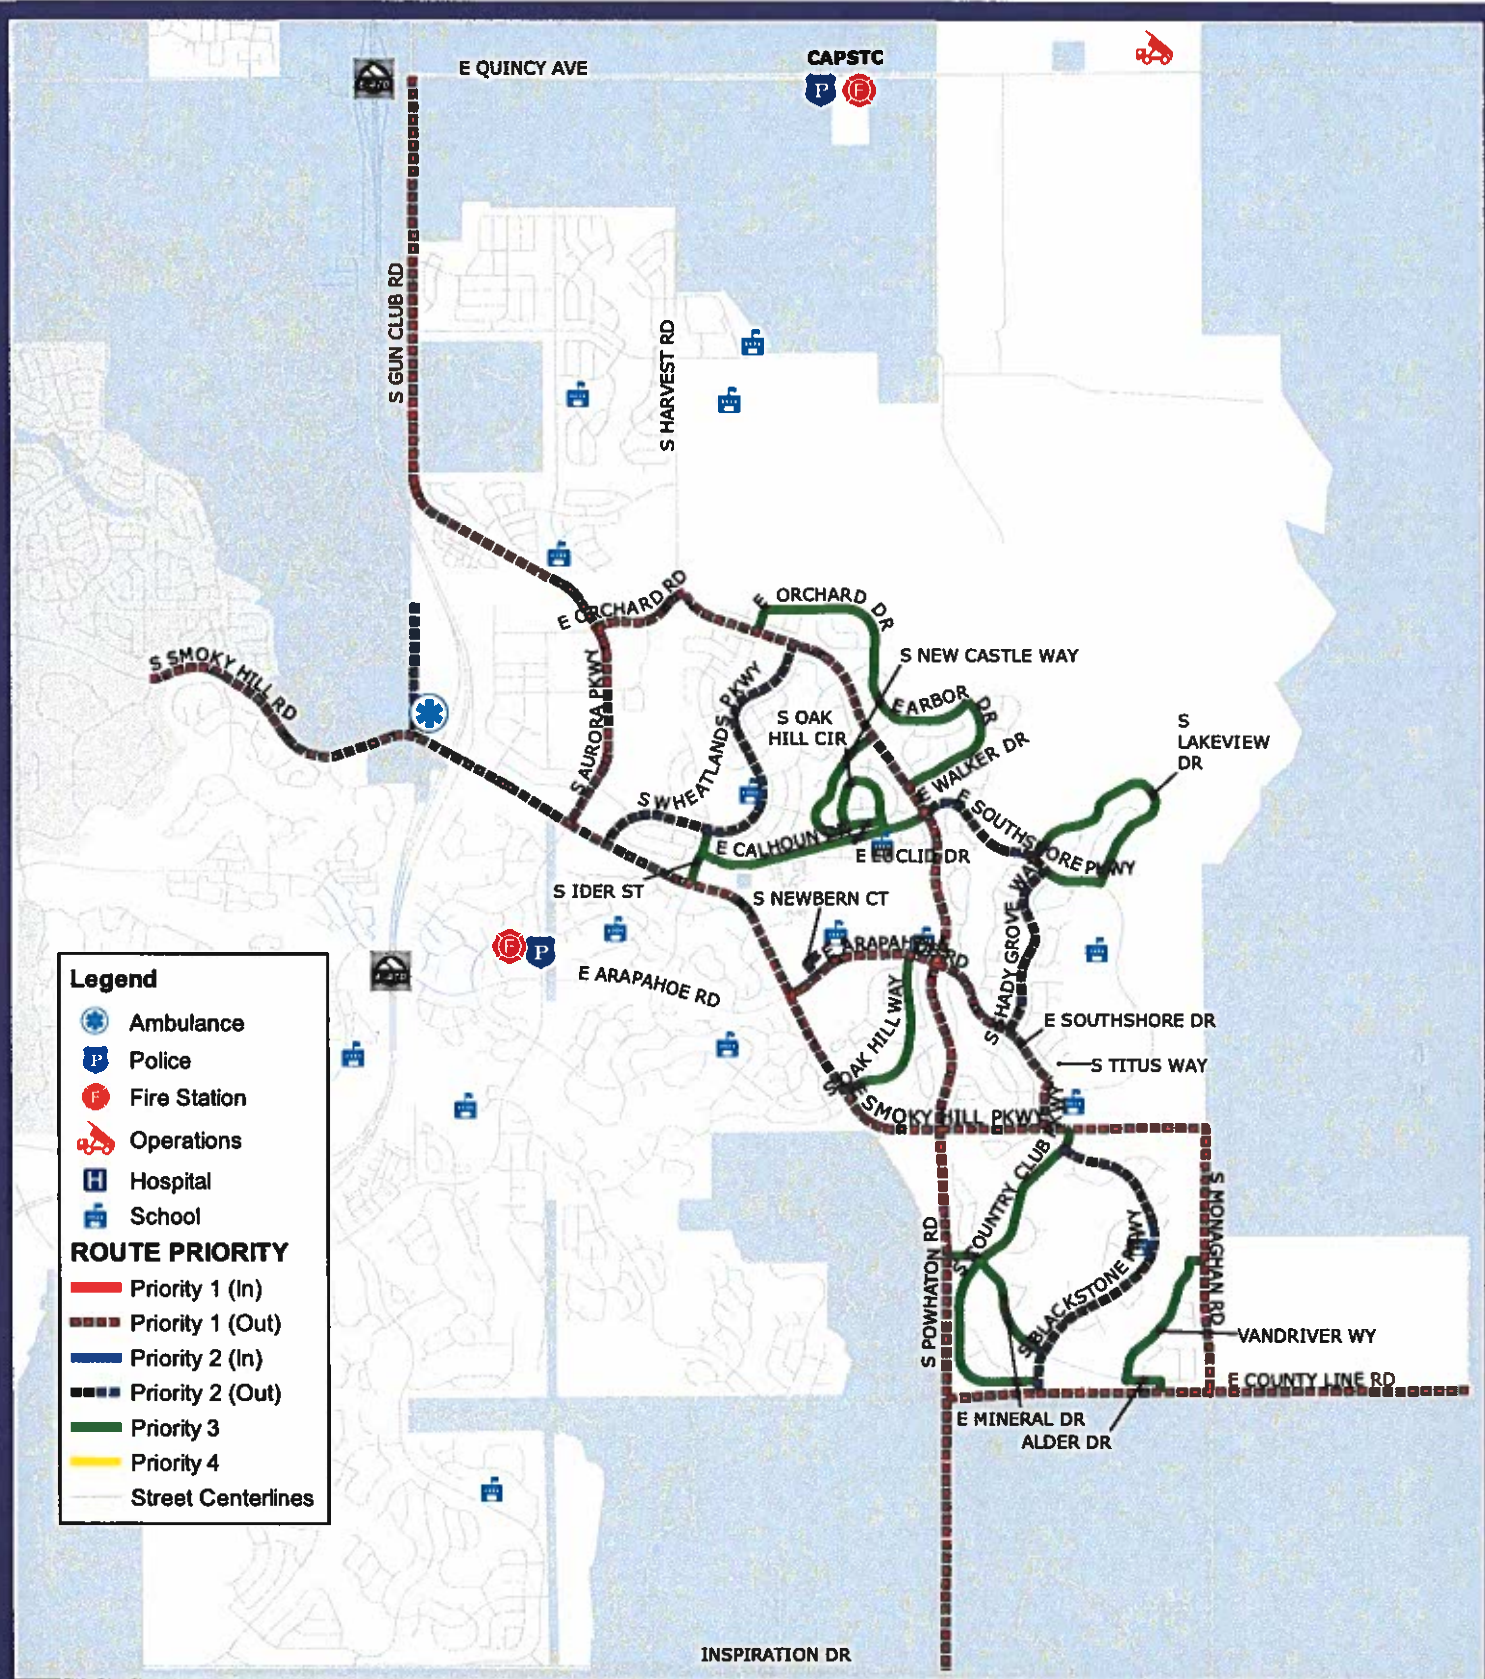 E QUINCY AVE
CAPSTC
P
F
S GUN CLUB RD
S HARVEST RD
E ORCHARD RD
E ORCHARD DR
S SMOKY HILL RD
S NEW CASTLE WAY
S AURORA PKWY
S WHEATLANDS PKWY
E ARBOR DR
S OAK
HILL CIR
S
LAKEVIEW
DR
E WALKER DR
E SOUTHSHORE PKWY
E CALHOUN
E EUCLID DR
S IDER ST
S NEWBERN CT
S SHADY GROVE WAY
E ARAPAHOE RD
F
P
E ARAPAHOE RD
S OAK HILL WAY
E SOUTHSHORE DR
S TITUS WAY
E SMOKY HILL PKWY
S COUNTRY CLUB PKWY
S POWHATON RD
S MONAGHAN RD
S BLACKSTONE PKWY
VANDRIVER WY
E COUNTY LINE RD
E MINERAL DR
ALDER DR
INSPIRATION DR
Legend
Ambulance
P Police
F Fire Station
Operations
H Hospital
School
ROUTE PRIORITY
Priority 1 (In)
Priority 1 (Out)
Priority 2 (In)
Priority 2 (Out)
Priority 3
Priority 4
Street Centerlines